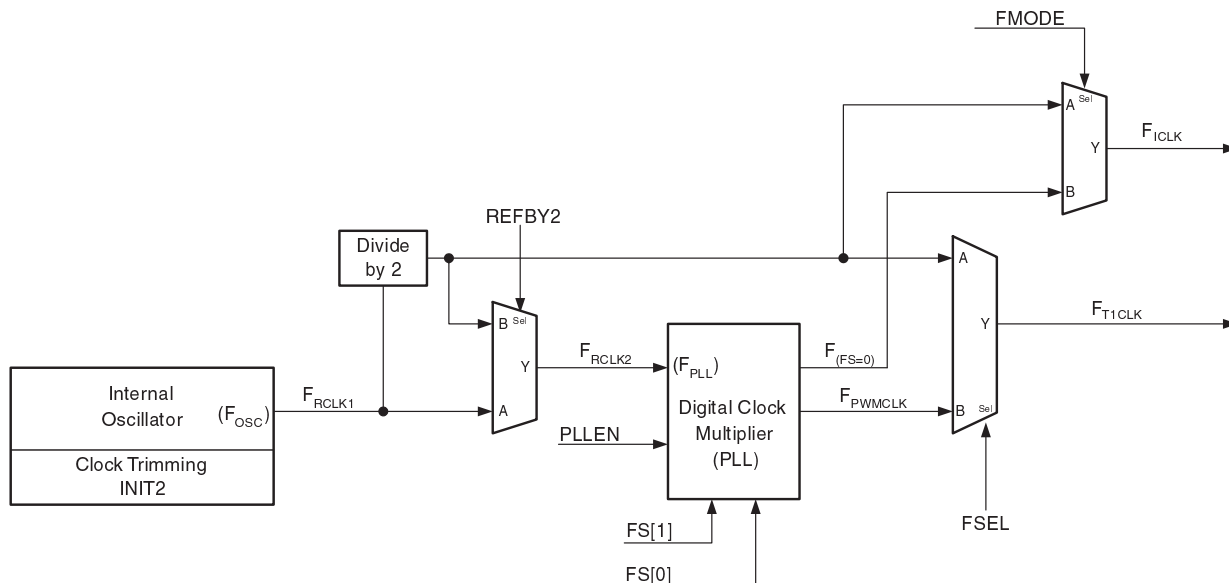 FMODE
A Sel
Y
B
F_ICLK
REFBY2
Divide
by 2
B Sel
Y
A
A
Y
B Sel
F_T1CLK
F_RCLK2
(F_PLL)
F_(FS=0)
F_PWMCLK
Internal
Oscillator
(F_OSC)
F_RCLK1
Clock Trimming
INIT2
Digital Clock
Multiplier
(PLL)
PLLEN
FS[1]
FS[0]
FSEL